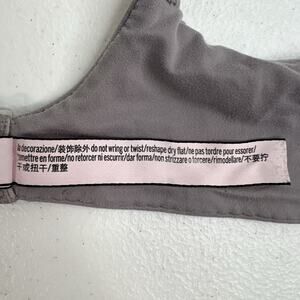 decorazione/装饰除外 do not wring or twist/reshape dry flat/ne pas tordre pour essorer/
remettre en forme/no retorcer ni escurrir/dar forma/non strizzare o torcere/rimodellare/不要拧
干或扭干/重整